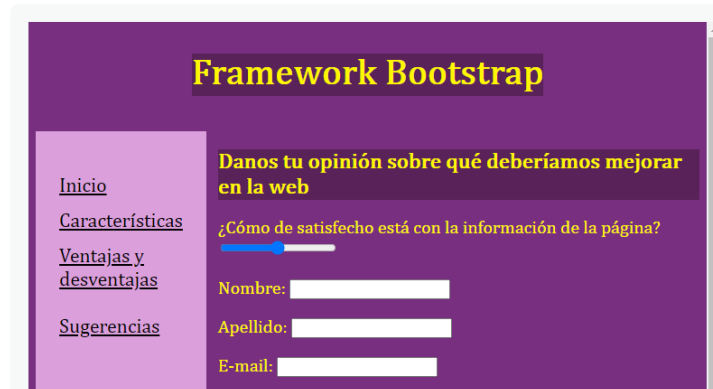 Framework Bootstrap
Inicio
Características
Ventajas y
desventajas
Sugerencias
Danos tu opinión sobre qué deberíamos mejorar
en la web
¿Cómo de satisfecho está con la información de la página?
Nombre:
Apellido:
E-mail: